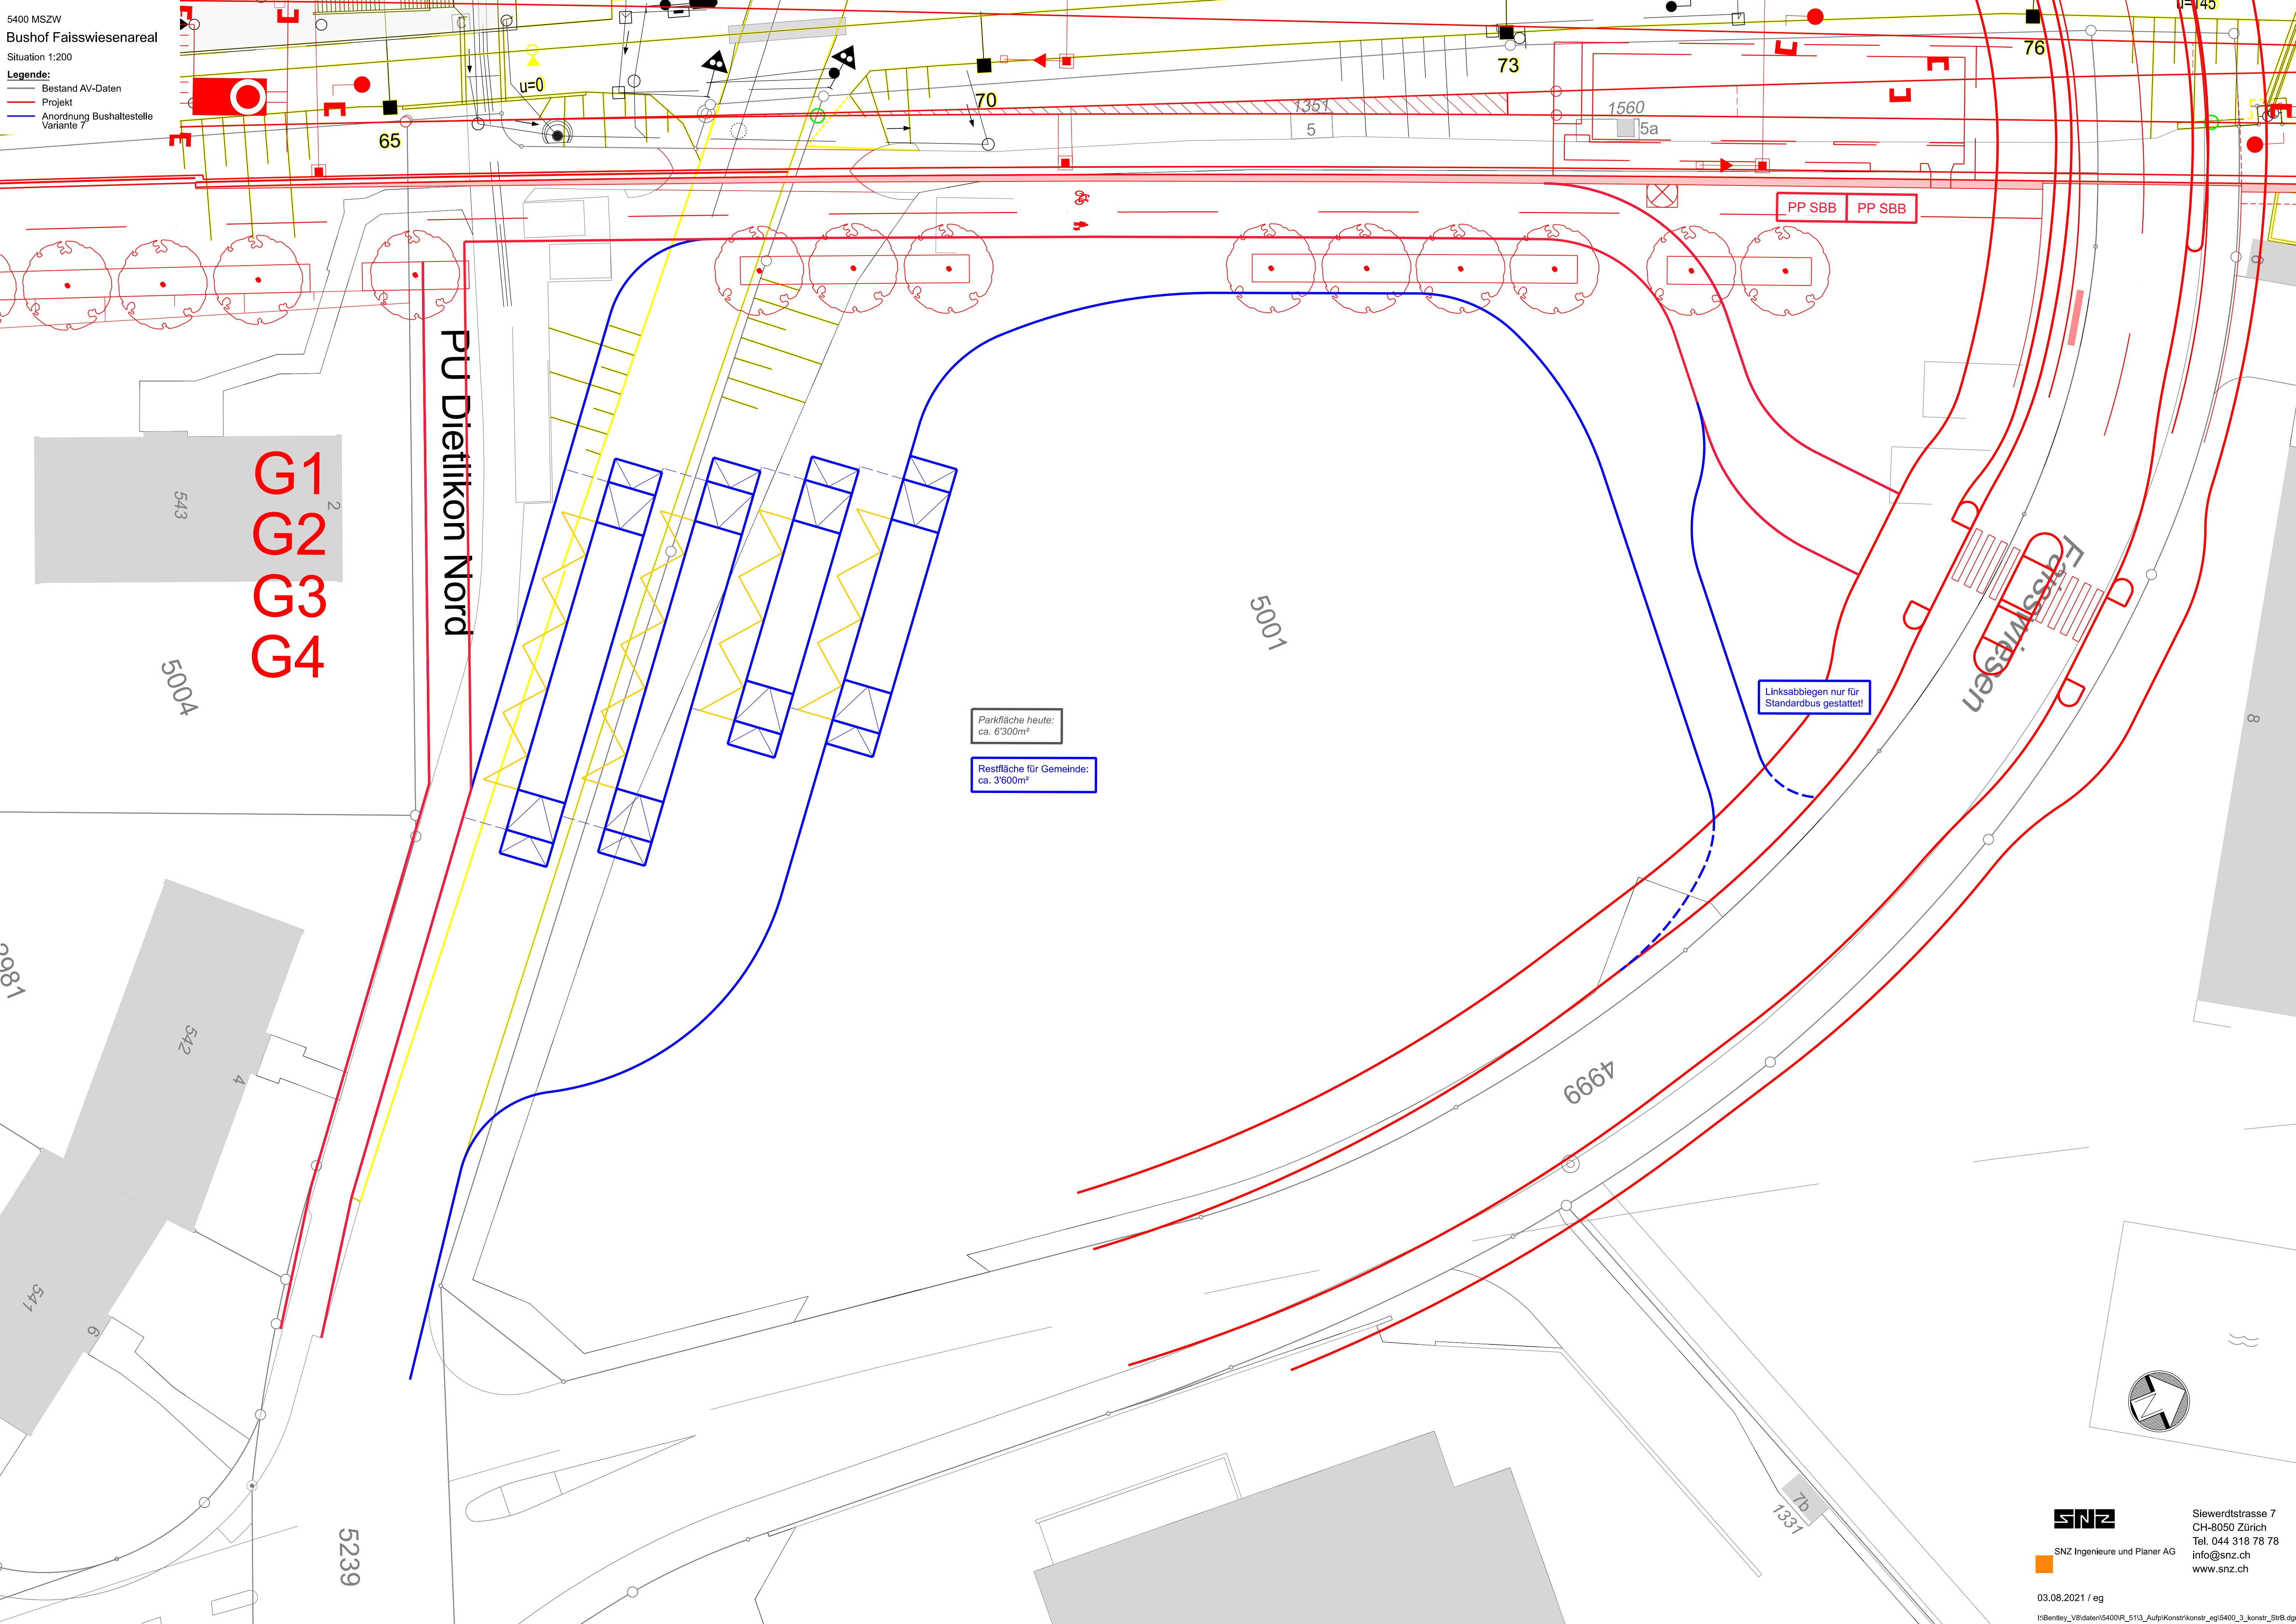 5400 MSZW
Bushof Faisswiesenareal
Situation 1:200
Legende:
Bestand AV-Daten
Projekt
Anordnung Bushaltestelle
Variante 7
u=0
65
70
73
76
u=145
1351
5
1560
5a
PP SBB PP SBB
PU Dietlikon Nord
G1
G2
G3
G4
543
2
5004
5001
Faisswiesen
8
8
Linksabbiegen nur für
Standardbus gestattet!
Parkfläche heute:
ca. 6'300m²
Restfläche für Gemeinde:
ca. 3'600m²
542
4
541
6
4999
5239
7b
1331
SNZ
SNZ Ingenieure und Planer AG
Siewerdtstrasse 7
CH-8050 Zürich
Tel. 044 318 78 78
info@snz.ch
www.snz.ch
03.08.2021 / eg